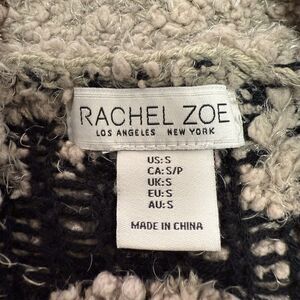 RACHEL ZOE
LOS ANGELES NEW YORK
US:S
CA:S/P
UK:S
EU:S
AU:S
MADE IN CHINA